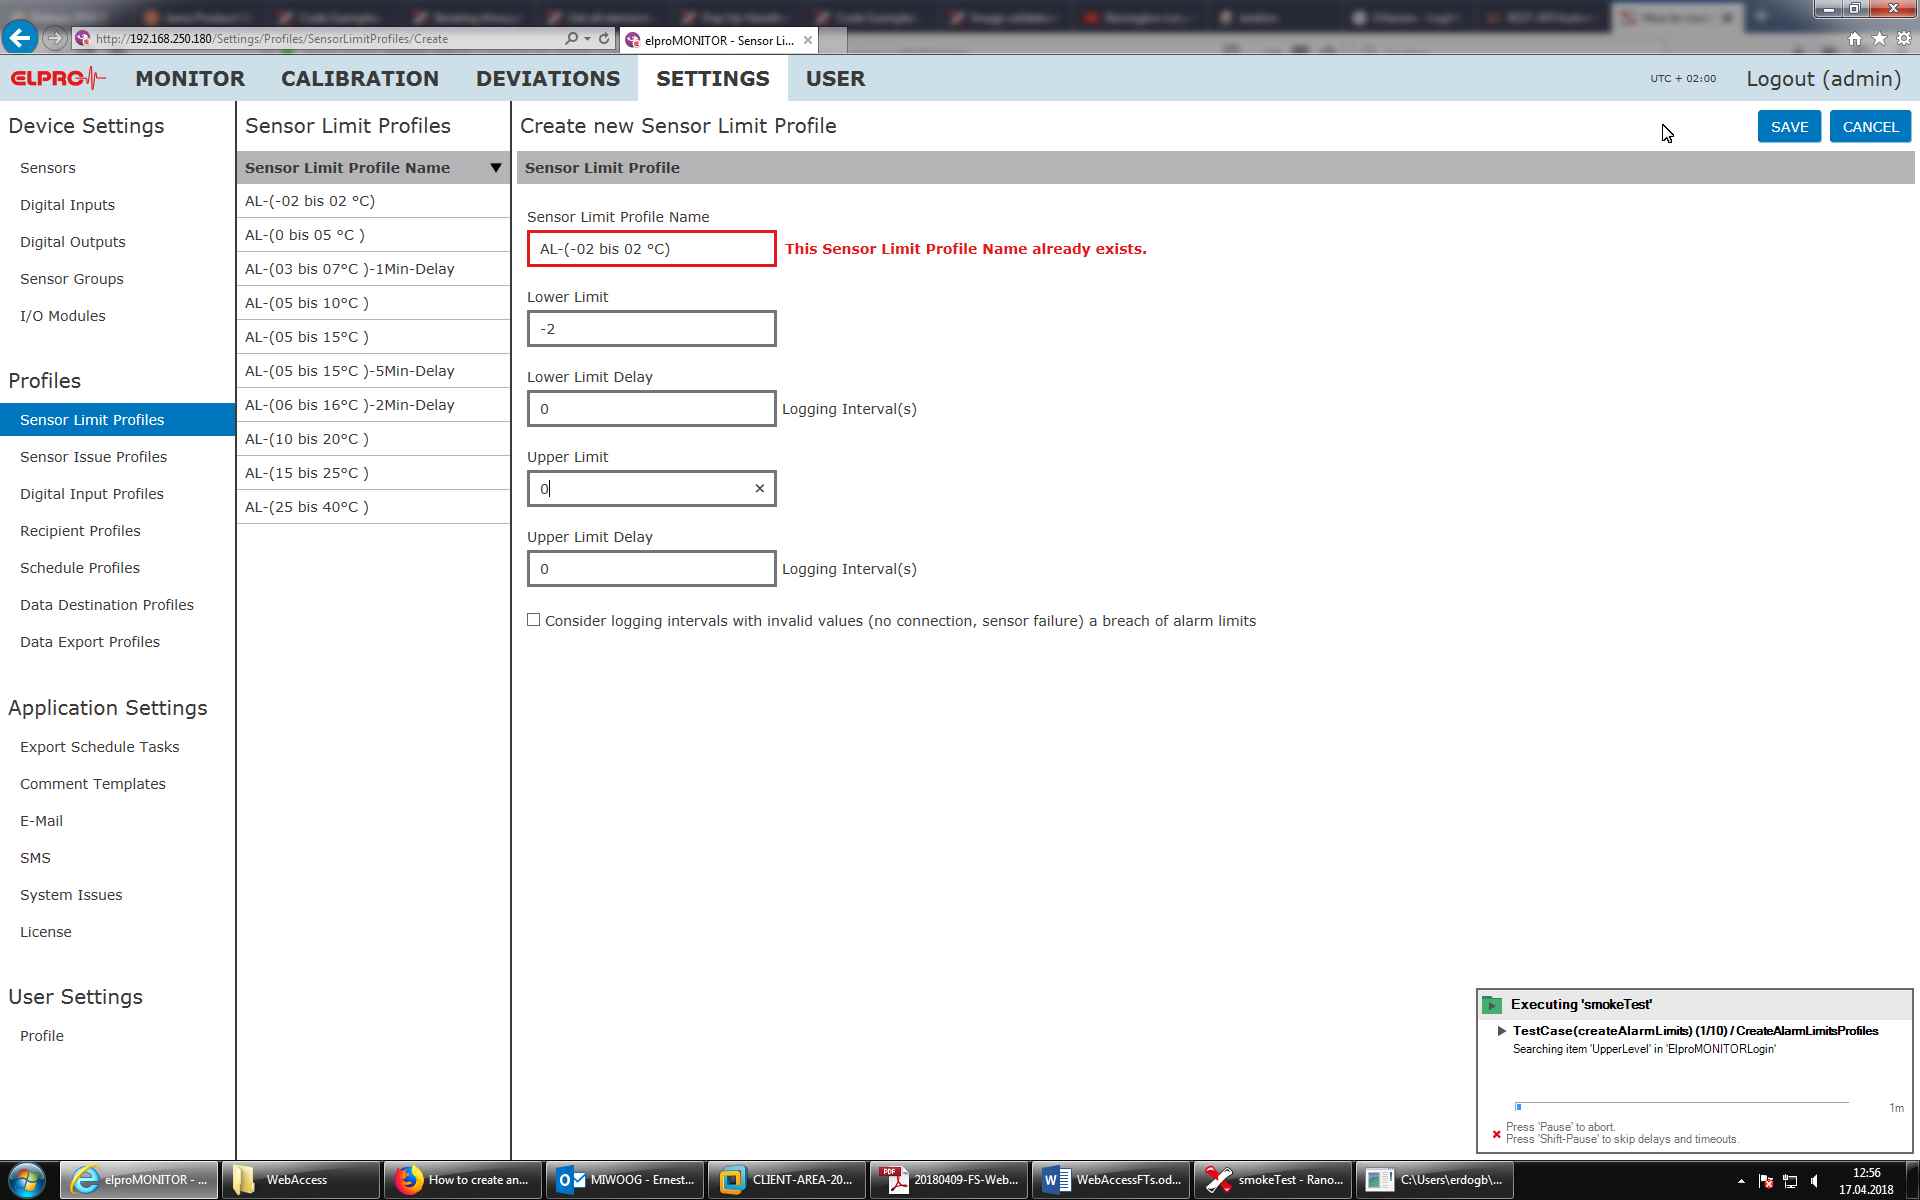 http://192.168.250.180/Settings/Profiles/SensorLimitProfiles/Create
elproMONITOR - Sensor Li...
ELPRO
MONITOR
CALIBRATION
DEVIATIONS
SETTINGS
USER
UTC + 02:00
Logout (admin)
Device Settings
Sensors
Digital Inputs
Digital Outputs
Sensor Groups
I/O Modules
Profiles
Sensor Limit Profiles
Sensor Issue Profiles
Digital Input Profiles
Recipient Profiles
Schedule Profiles
Data Destination Profiles
Data Export Profiles
Application Settings
Export Schedule Tasks
Comment Templates
E-Mail
SMS
System Issues
License
User Settings
Profile
Sensor Limit Profiles
Sensor Limit Profile Name
AL-(-02 bis 02 °C)
AL-(0 bis 05 °C )
AL-(03 bis 07°C )-1Min-Delay
AL-(05 bis 10°C )
AL-(05 bis 15°C )
AL-(05 bis 15°C )-5Min-Delay
AL-(06 bis 16°C )-2Min-Delay
AL-(10 bis 20°C )
AL-(15 bis 25°C )
AL-(25 bis 40°C )
Create new Sensor Limit Profile
SAVE
CANCEL
Sensor Limit Profile
Sensor Limit Profile Name
AL-(-02 bis 02 °C)
This Sensor Limit Profile Name already exists.
Lower Limit
-2
Lower Limit Delay
0
Logging Interval(s)
Upper Limit
0
Upper Limit Delay
0
Logging Interval(s)
Consider logging intervals with invalid values (no connection, sensor failure) a breach of alarm limits
Executing 'smokeTest'
TestCase(createAlarmLimits) (1/10) / CreateAlarmLimitsProfiles
Searching item 'UpperLevel' in 'ElproMONITORLogin'
1m
Press 'Pause' to abort.
Press 'Shift-Pause' to skip delays and timeouts.
elproMONITOR - ...
WebAccess
How to create an...
MIWOOG - Ernest...
CLIENT-AREA-20...
20180409-FS-Web...
WebAccessFTs.od...
smokeTest - Rano...
C:\Users\erdogb\...
12:56
17.04.2018